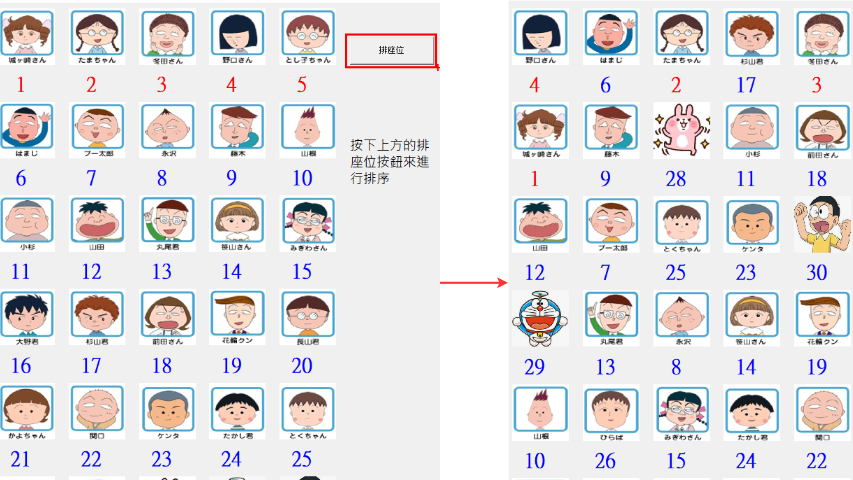 城ヶ崎さん たまちゃん 冬田さん 野口さん とし子ちゃん
1 2 3 4 5
はまじ ブー太郎 永沢 藤木 山根
6 7 8 9 10
小杉 山田 丸尾君 笹山さん みぎわさん
11 12 13 14 15
大野君 杉山君 前田さん 花輪クン 長山君
16 17 18 19 20
かよちゃん 関口 ケンタ たかし君 とくちゃん
21 22 23 24 25
排座位
按下上方的排
座位按鈕來進
行排序
野口さん はまじ たまちゃん 杉山君 冬田さん
4 6 2 17 3
城ヶ崎さん 藤木 小杉 前田さん
1 9 28 11 18
山田 ブー太郎 とくちゃん ケンタ
12 7 25 23 30
丸尾君 永沢 笹山さん 花輪クン
29 13 8 14 19
山根 ひらば みぎわさん たかし君 関口
10 26 15 24 22